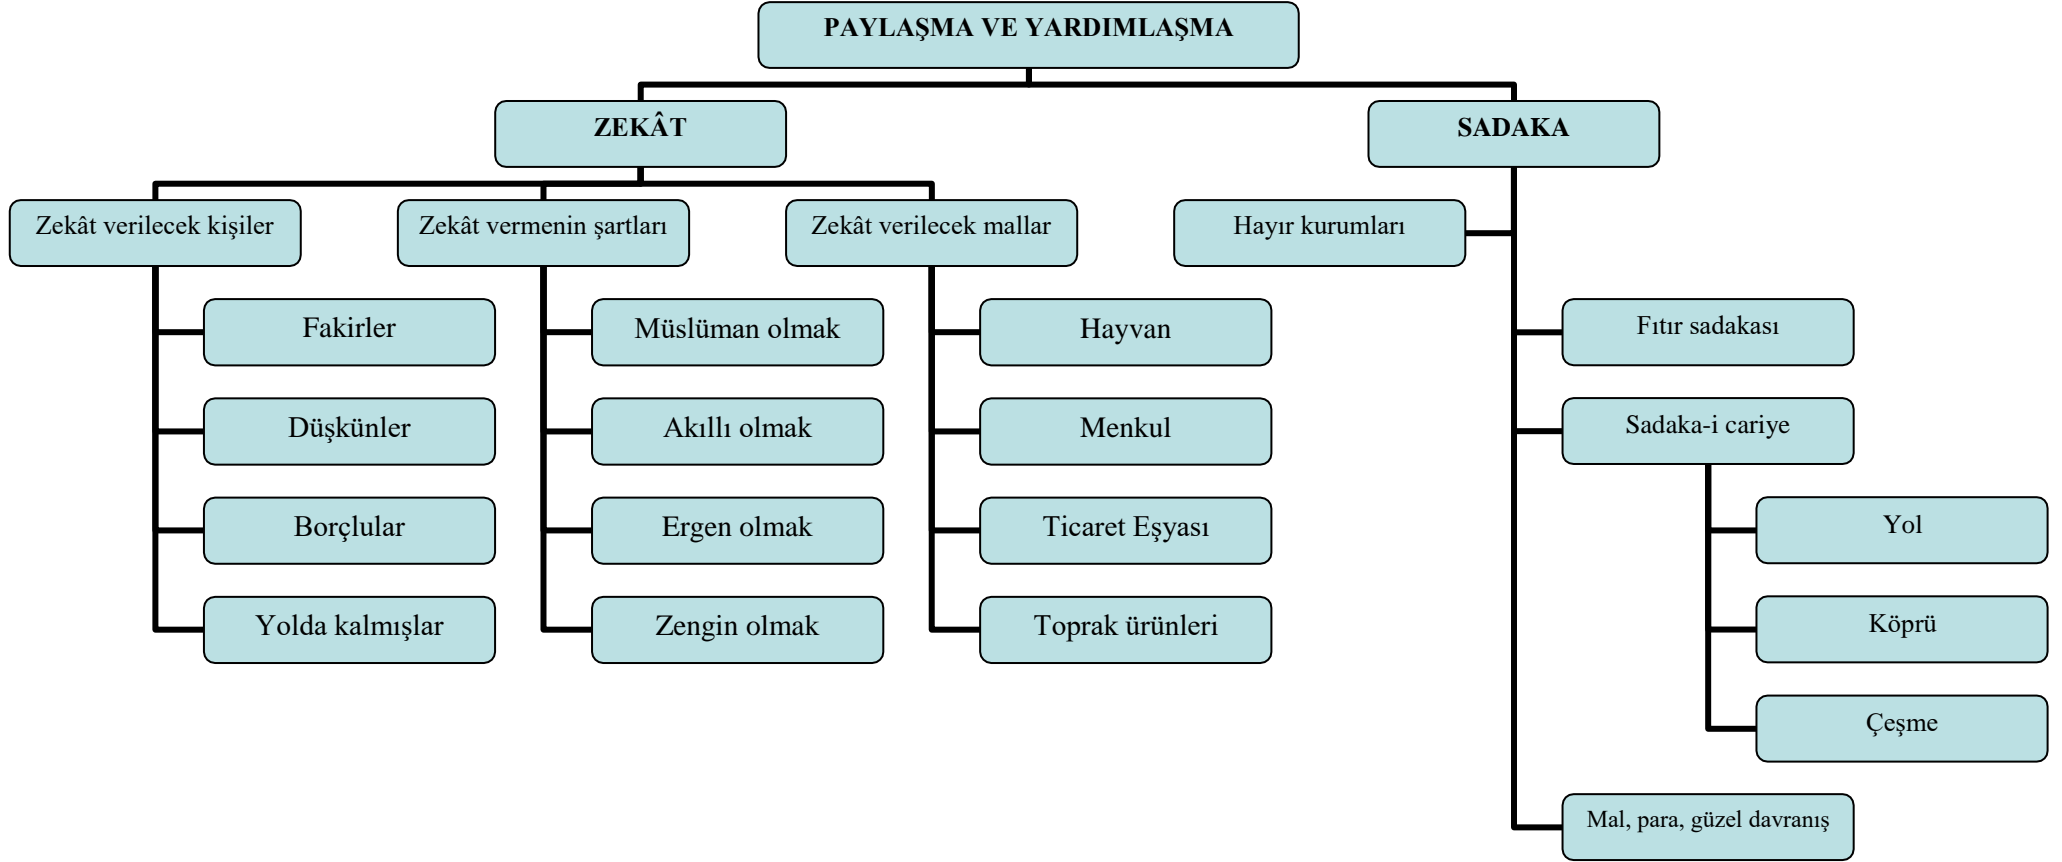 PAYLAŞMA VE YARDIMLAŞMA
ZEKÂT
SADAKA
Zekât verilecek kişiler
Zekât vermenin şartları
Zekât verilecek mallar
Hayır kurumları
Fakirler
Müslüman olmak
Hayvan
Fıtır sadakası
Düşkünler
Akıllı olmak
Menkul
Sadaka-i cariye
Borçlular
Ergen olmak
Ticaret Eşyası
Yol
Yolda kalmışlar
Zengin olmak
Toprak ürünleri
Köprü
Çeşme
Mal, para, güzel davranış